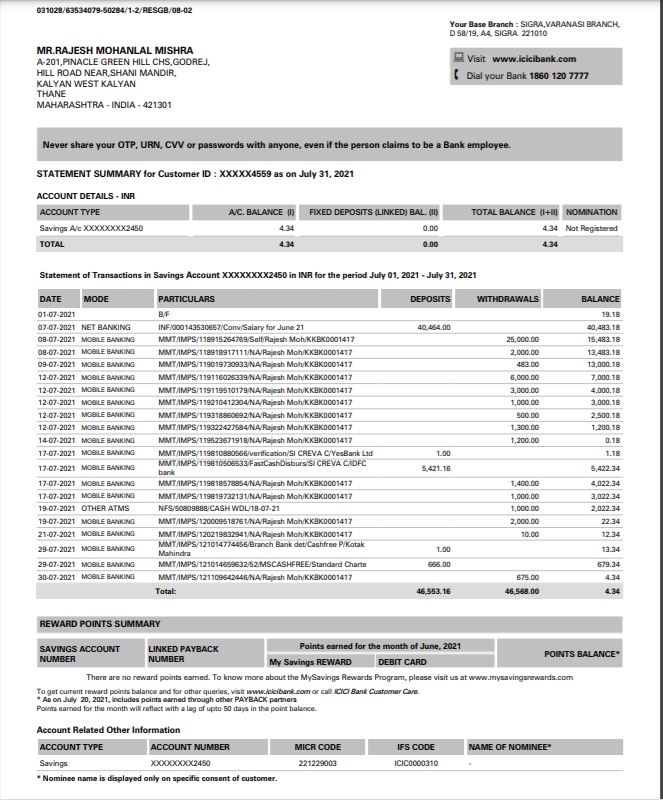 031028/63534079-50284/1-2/RESGB/08-02
Your Base Branch : SIGRA,VARANASI BRANCH,
D 58/19, A4, SIGRA 221010
MR.RAJESH MOHANLAL MISHRA
A-201,PINACLE GREEN HILL CHS,GODREJ,
HILL ROAD NEAR,SHANI MANDIR,
KALYAN WEST KALYAN
THANE
MAHARASHTRA - INDIA - 421301
Visit www.icicibank.com
Dial your Bank 1860 120 7777
Never share your OTP, URN, CVV or passwords with anyone, even if the person claims to be a Bank employee.
STATEMENT SUMMARY for Customer ID : XXXXX4559 as on July 31, 2021
ACCOUNT DETAILS - INR
ACCOUNT TYPE A/C. BALANCE (I) FIXED DEPOSITS (LINKED) BAL. (II) TOTAL BALANCE (I+II) NOMINATION
Savings A/c XXXXXXXX2450 4.34 0.00 4.34 Not Registered
TOTAL 4.34 0.00 4.34
Statement of Transactions in Savings Account XXXXXXXX2450 in INR for the period July 01, 2021 - July 31, 2021
DATE MODE PARTICULARS DEPOSITS WITHDRAWALS BALANCE
01-07-2021 B/F 19.18
07-07-2021 NET BANKING INF/000143530657/Conv/Salary for June 21 40,464.00 40,483.18
08-07-2021 MOBILE BANKING MMT/IMPS/118915264769/Self/Rajesh Moh/KKBK0001417 25,000.00 15,483.18
08-07-2021 MOBILE BANKING MMT/IMPS/118918917111/NA/Rajesh Moh/KKBK0001417 2,000.00 13,483.18
09-07-2021 MOBILE BANKING MMT/IMPS/119019730933/NA/Rajesh Moh/KKBK0001417 483.00 13,000.18
12-07-2021 MOBILE BANKING MMT/IMPS/119116026339/NA/Rajesh Moh/KKBK0001417 6,000.00 7,000.18
12-07-2021 MOBILE BANKING MMT/IMPS/119119510179/NA/Rajesh Moh/KKBK0001417 3,000.00 4,000.18
12-07-2021 MOBILE BANKING MMT/IMPS/119210412304/NA/Rajesh Moh/KKBK0001417 1,000.00 3,000.18
12-07-2021 MOBILE BANKING MMT/IMPS/119318860692/NA/Rajesh Moh/KKBK0001417 500.00 2,500.18
12-07-2021 MOBILE BANKING MMT/IMPS/119322427584/NA/Rajesh Moh/KKBK0001417 1,300.00 1,200.18
14-07-2021 MOBILE BANKING MMT/IMPS/119523671918/NA/Rajesh Moh/KKBK0001417 1,200.00 0.18
17-07-2021 MOBILE BANKING MMT/IMPS/119810880566/verification/SI CREVA C/YesBank Ltd 1.00 1.18
17-07-2021 MOBILE BANKING MMT/IMPS/119810506533/FastCashDisburs/SI CREVA C/IDFC 5,421.16 5,422.34
bank
17-07-2021 MOBILE BANKING MMT/IMPS/119818578854/NA/Rajesh Moh/KKBK0001417 1,400.00 4,022.34
17-07-2021 MOBILE BANKING MMT/IMPS/119819732131/NA/Rajesh Moh/KKBK0001417 1,000.00 3,022.34
19-07-2021 OTHER ATMS NFS/50809888/CASH WDL/18-07-21 1,000.00 2,022.34
19-07-2021 MOBILE BANKING MMT/IMPS/120009518761/NA/Rajesh Moh/KKBK0001417 2,000.00 22.34
21-07-2021 MOBILE BANKING MMT/IMPS/120219832941/NA/Rajesh Moh/KKBK0001417 10.00 12.34
29-07-2021 MOBILE BANKING MMT/IMPS/121014774456/Branch Bank det/Cashfree P/Kotak 1.00 13.34
Mahindra
29-07-2021 MOBILE BANKING MMT/IMPS/121014659632/52/MSCASHFREE/Standard Charte 666.00 679.34
30-07-2021 MOBILE BANKING MMT/IMPS/121109642446/NA/Rajesh Moh/KKBK0001417 675.00 4.34
Total: 46,553.16 46,568.00 4.34
REWARD POINTS SUMMARY
SAVINGS ACCOUNT NUMBER LINKED PAYBACK NUMBER Points earned for the month of June, 2021 POINTS BALANCE*
My Savings REWARD DEBIT CARD
There are no reward points earned. To know more about the MySavings Rewards Program, please visit us at www.mysavingsrewards.com
To get current reward points balance and for other queries, visit www.icicibank.com or call ICICI Bank Customer Care.
* As on July 20, 2021, includes points earned through other PAYBACK partners
Points earned for the month will reflect with a lag of upto 50 days in the point balance.
Account Related Other Information
ACCOUNT TYPE ACCOUNT NUMBER MICR CODE IFS CODE NAME OF NOMINEE*
Savings XXXXXXXX2450 221229003 ICIC0000310 -
* Nominee name is displayed only on specific consent of customer.